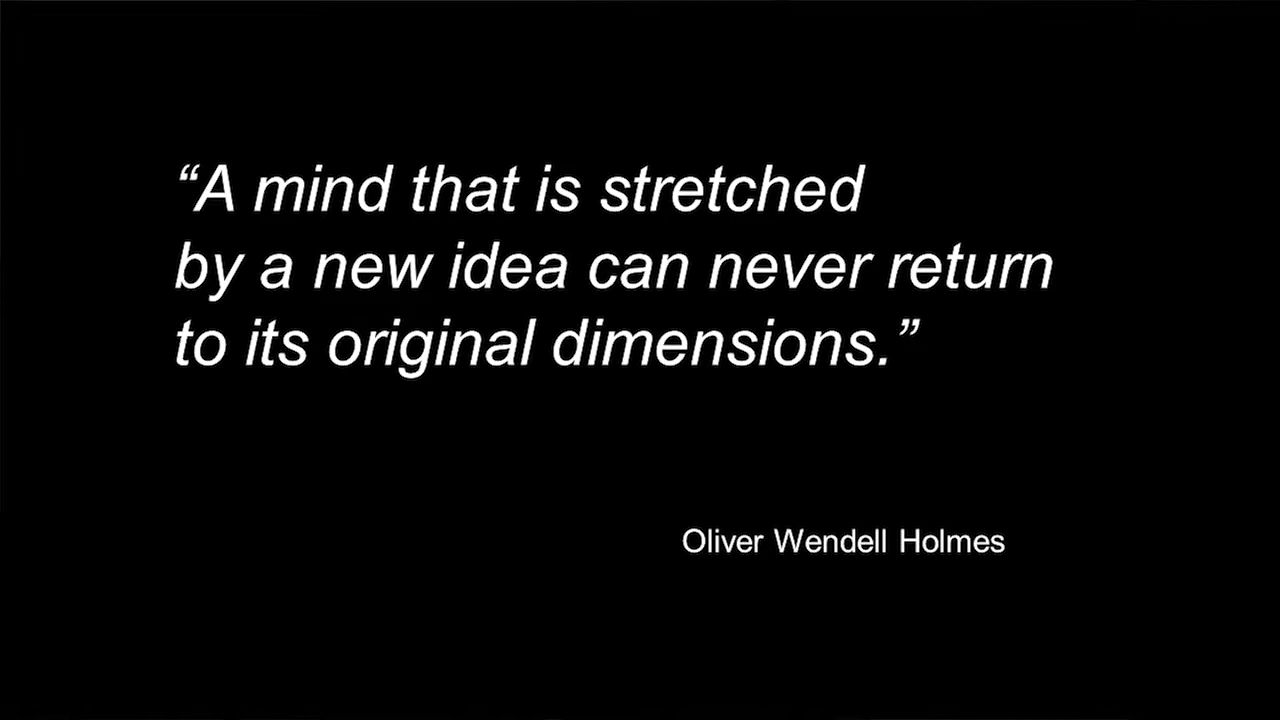 “A mind that is stretched
by a new idea can never return
to its original dimensions.”
Oliver Wendell Holmes